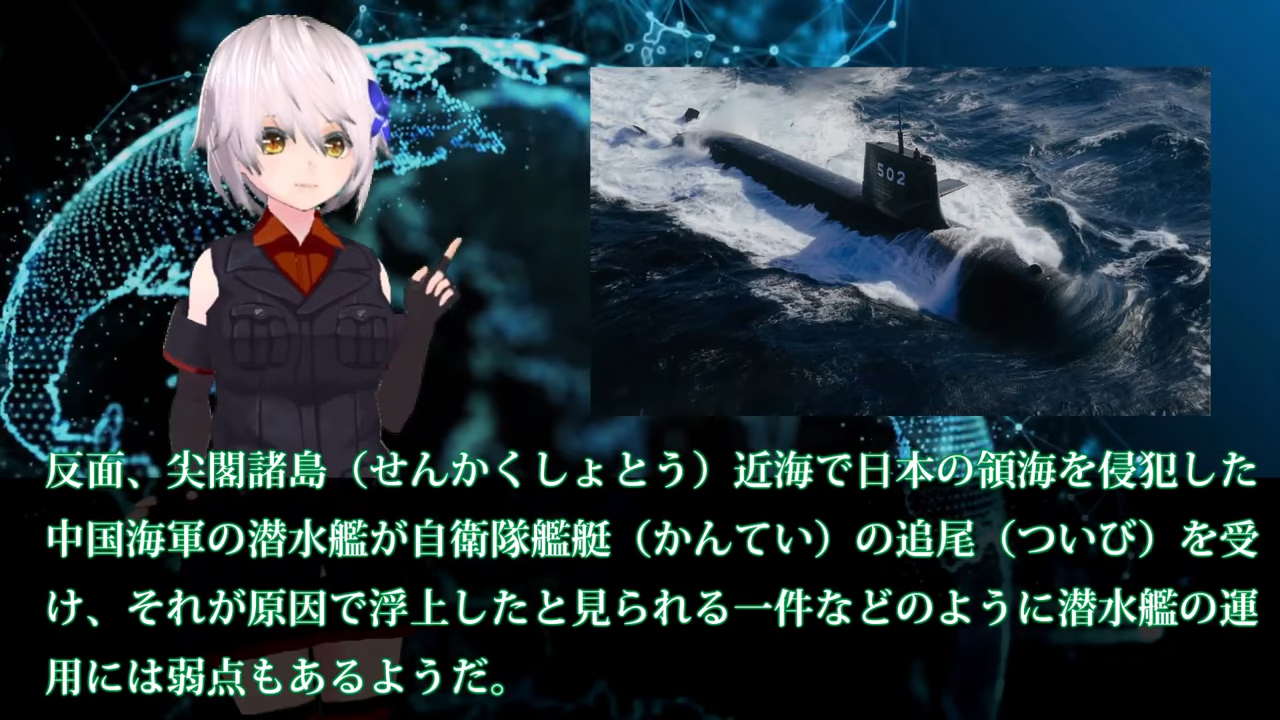 502
反面、尖閣諸島（せんかくしょとう）近海で日本の領海を侵犯した
中国海軍の潜水艦が自衛隊艦艇（かんてい）の追尾（ついび）を受
け、それが原因で浮上したと見られる一件などのように潜水艦の運
用には弱点もあるようだ。